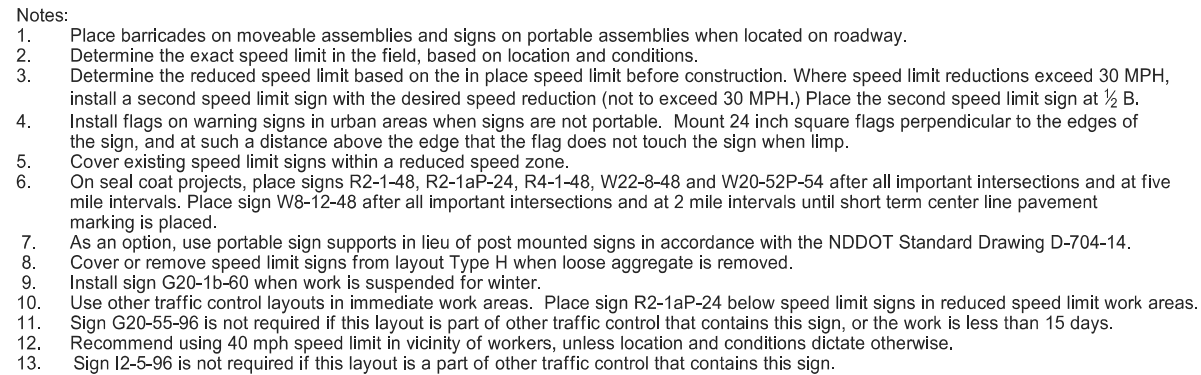 Notes:
1. Place barricades on moveable assemblies and signs on portable assemblies when located on roadway.
2. Determine the exact speed limit in the field, based on location and conditions.
3. Determine the reduced speed limit based on the in place speed limit before construction. Where speed limit reductions exceed 30 MPH,
install a second speed limit sign with the desired speed reduction (not to exceed 30 MPH.) Place the second speed limit sign at ½ B.
4. Install flags on warning signs in urban areas when signs are not portable. Mount 24 inch square flags perpendicular to the edges of
the sign, and at such a distance above the edge that the flag does not touch the sign when limp.
5. Cover existing speed limit signs within a reduced speed zone.
6. On seal coat projects, place signs R2-1-48, R2-1aP-24, R4-1-48, W22-8-48 and W20-52P-54 after all important intersections and at five
mile intervals. Place sign W8-12-48 after all important intersections and at 2 mile intervals until short term center line pavement
marking is placed.
7. As an option, use portable sign supports in lieu of post mounted signs in accordance with the NDDOT Standard Drawing D-704-14.
8. Cover or remove speed limit signs from layout Type H when loose aggregate is removed.
9. Install sign G20-1b-60 when work is suspended for winter.
10. Use other traffic control layouts in immediate work areas. Place sign R2-1aP-24 below speed limit signs in reduced speed limit work areas.
11. Sign G20-55-96 is not required if this layout is part of other traffic control that contains this sign, or the work is less than 15 days.
12. Recommend using 40 mph speed limit in vicinity of workers, unless location and conditions dictate otherwise.
13. Sign I2-5-96 is not required if this layout is a part of other traffic control that contains this sign.